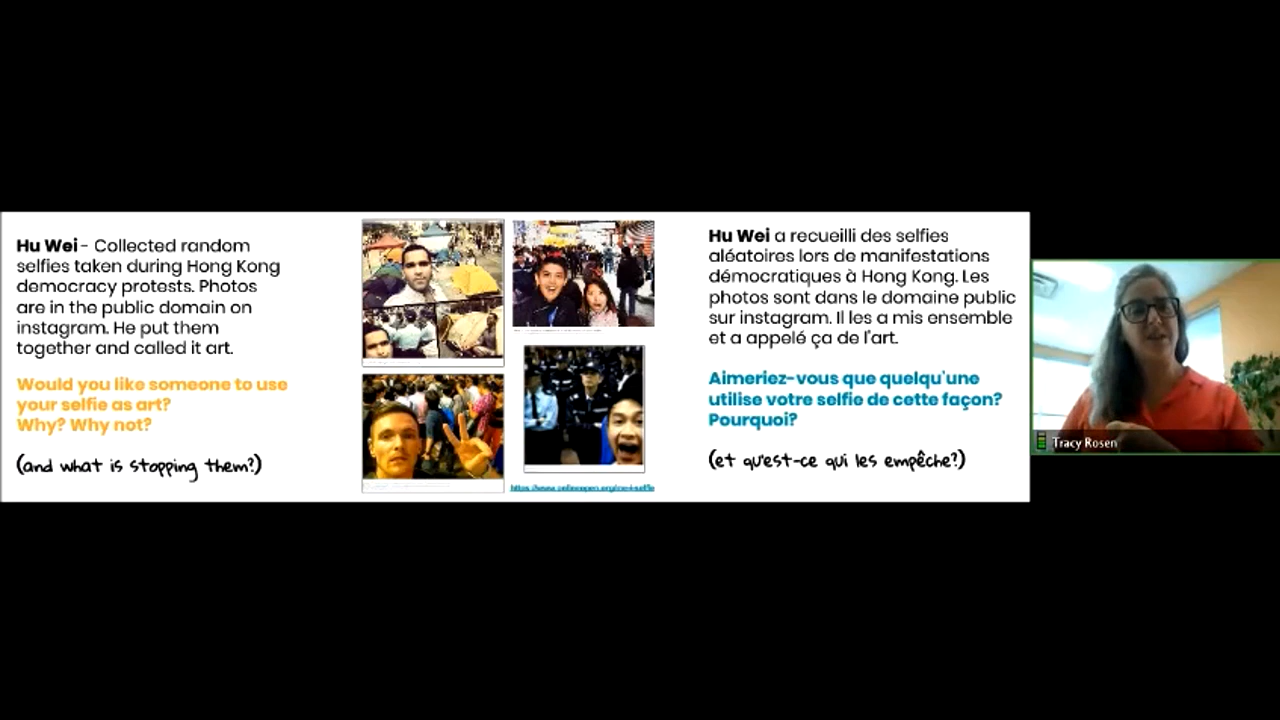 Hu Wei - Collected random
selfies taken during Hong Kong
democracy protests. Photos
are in the public domain on
instagram. He put them
together and called it art.
Would you like someone to use
your selfie as art?
Why? Why not?
(and what is stopping them?)
Hu Wei a recueilli des selfies
aléatoires lors de manifestations
démocratiques à Hong Kong. Les
photos sont dans le domaine public
sur instagram. Il les a mis ensemble
et a appelé ça de l'art.
Aimeriez-vous que quelqu'une
utilise votre selfie de cette façon?
Pourquoi?
(et qu'est-ce qui les empêche?)
Tracy Rosen